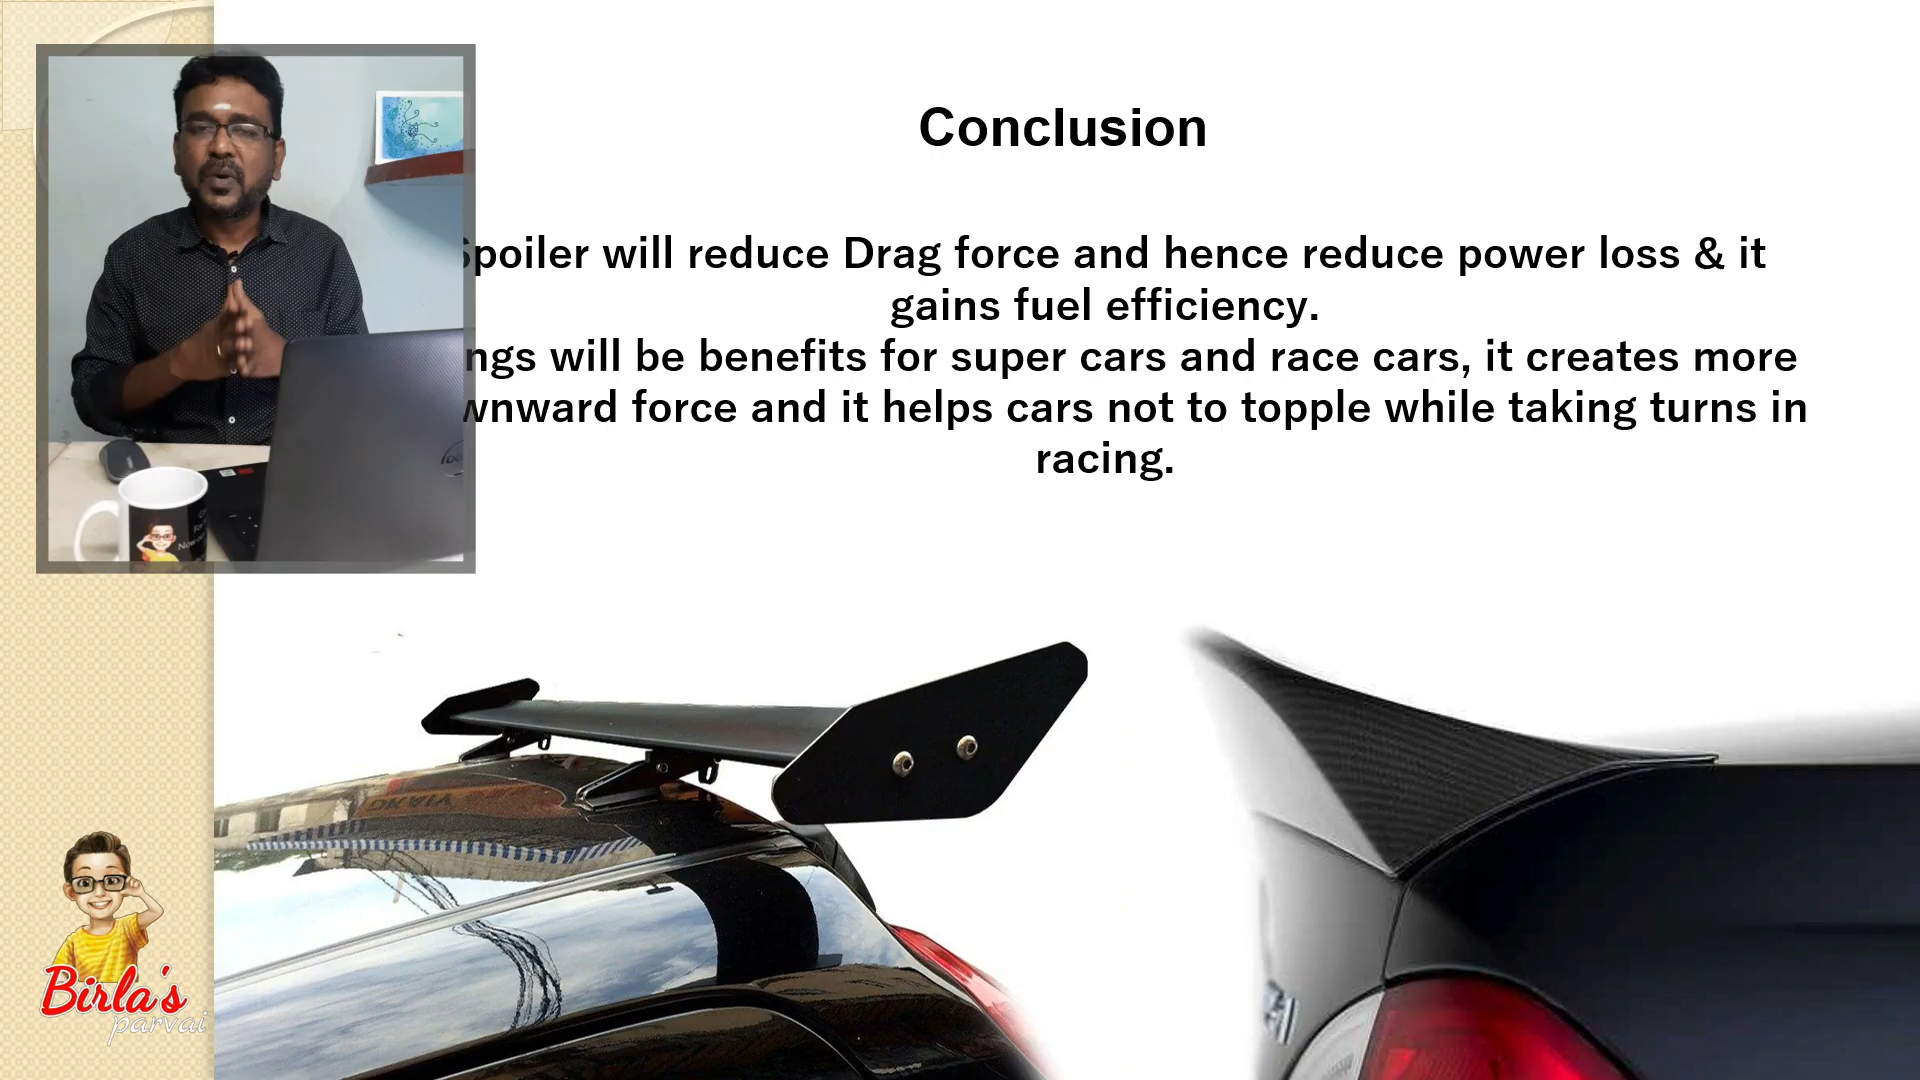 Conclusion
Spoiler will reduce Drag force and hence reduce power loss & it
gains fuel efficiency.
ngs will be benefits for super cars and race cars, it creates more
wnward force and it helps cars not to topple while taking turns in
racing.
Birla's
parvai